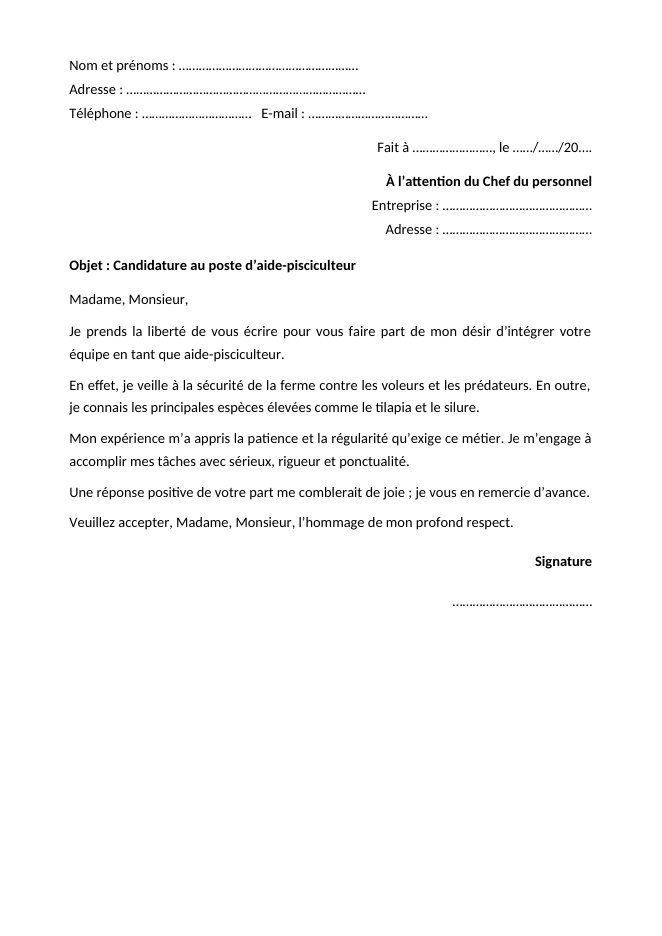 Nom et prénoms : ……………………………………………
Adresse : ……………………………………………………………
Téléphone : …………………………… E-mail : ……………………………
Fait à ……………………, le ……/……/20….
À l’attention du Chef du personnel
Entreprise : ………………………………………
Adresse : ………………………………………
Objet : Candidature au poste d’aide-pisciculteur
Madame, Monsieur,
Je prends la liberté de vous écrire pour vous faire part de mon désir d’intégrer votre
équipe en tant que aide-pisciculteur.
En effet, je veille à la sécurité de la ferme contre les voleurs et les prédateurs. En outre,
je connais les principales espèces élevées comme le tilapia et le silure.
Mon expérience m’a appris la patience et la régularité qu’exige ce métier. Je m’engage à
accomplir mes tâches avec sérieux, rigueur et ponctualité.
Une réponse positive de votre part me comblerait de joie ; je vous en remercie d’avance.
Veuillez accepter, Madame, Monsieur, l’hommage de mon profond respect.
Signature
……………………………………